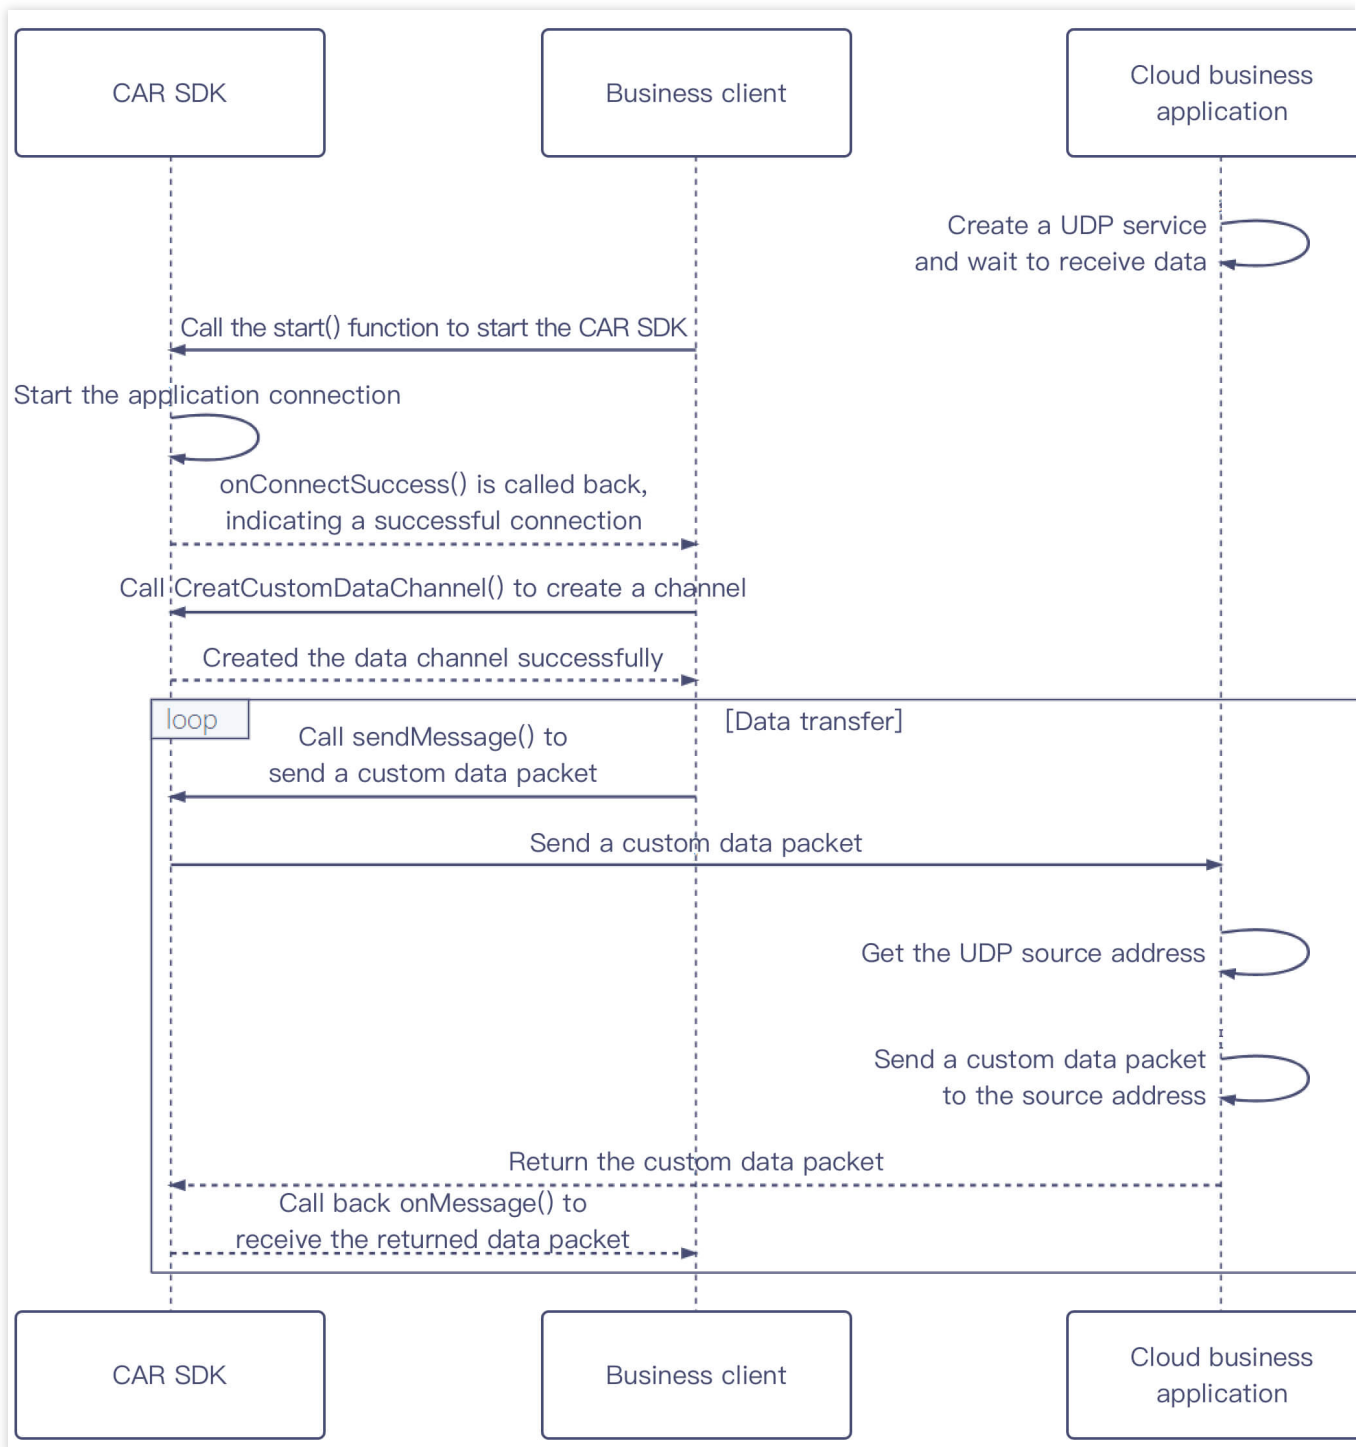 CAR SDK
Business client
Cloud business
application
Create a UDP service
and wait to receive data
Call the start() function to start the CAR SDK
Start the application connection
onConnectSuccess() is called back,
indicating a successful connection
Call CreatCustomDataChannel() to create a channel
Created the data channel successfully
loop
[Data transfer]
Call sendMessage() to
send a custom data packet
Send a custom data packet
Get the UDP source address
Send a custom data packet
to the source address
Return the custom data packet
Call back onMessage() to
receive the returned data packet
CAR SDK
Business client
Cloud business
application